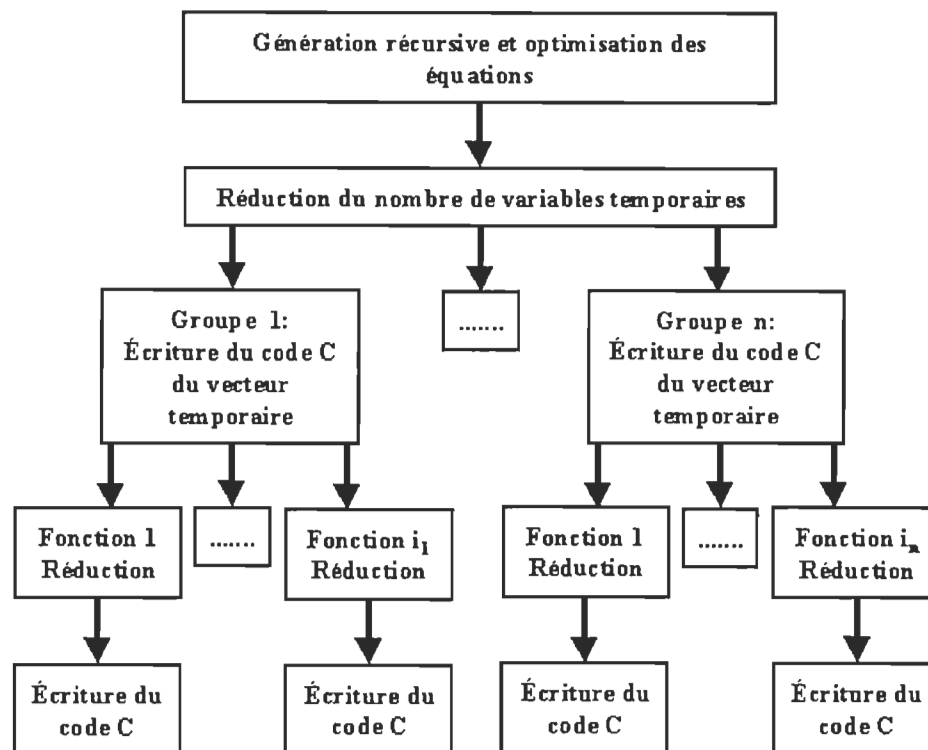 Génération récursive et optimisation des
équations
Réduction du nombre de variables temporaires
Groupe 1:
Écriture du code C
du vecteur
temporaire
.......
Groupe n:
Écriture du code C
du vecteur
temporaire
Fonction 1
Réduction
.......
Fonction i₁
Réduction
Fonction 1
Réduction
.......
Fonction iₙ
Réduction
Écriture du
code C
Écriture du
code C
Écriture du
code C
Écriture du
code C